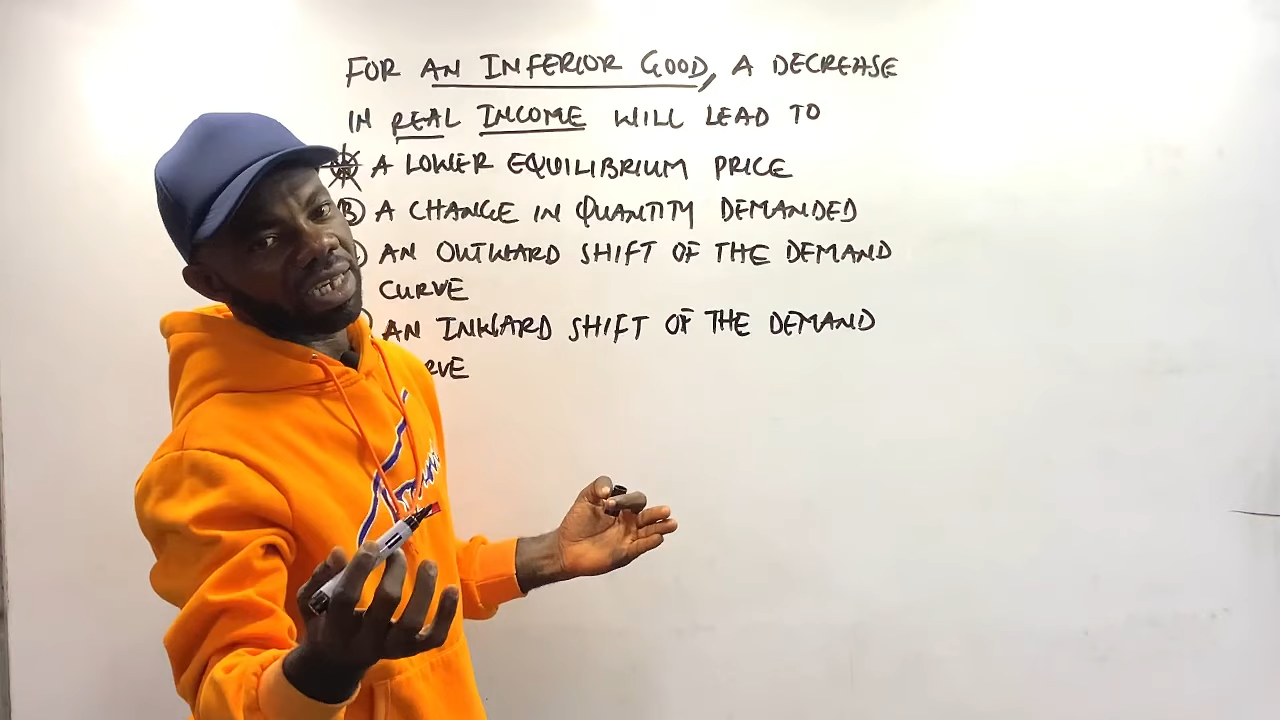 FOR AN INFERIOR GOOD, A DECREASE
IN REAL INCOME WILL LEAD TO
A LOWER EQUILIBRIUM PRICE
B A CHANGE IN QUANTITY DEMANDED
AN OUTWARD SHIFT OF THE DEMAND
CURVE
AN INWARD SHIFT OF THE DEMAND
RVE